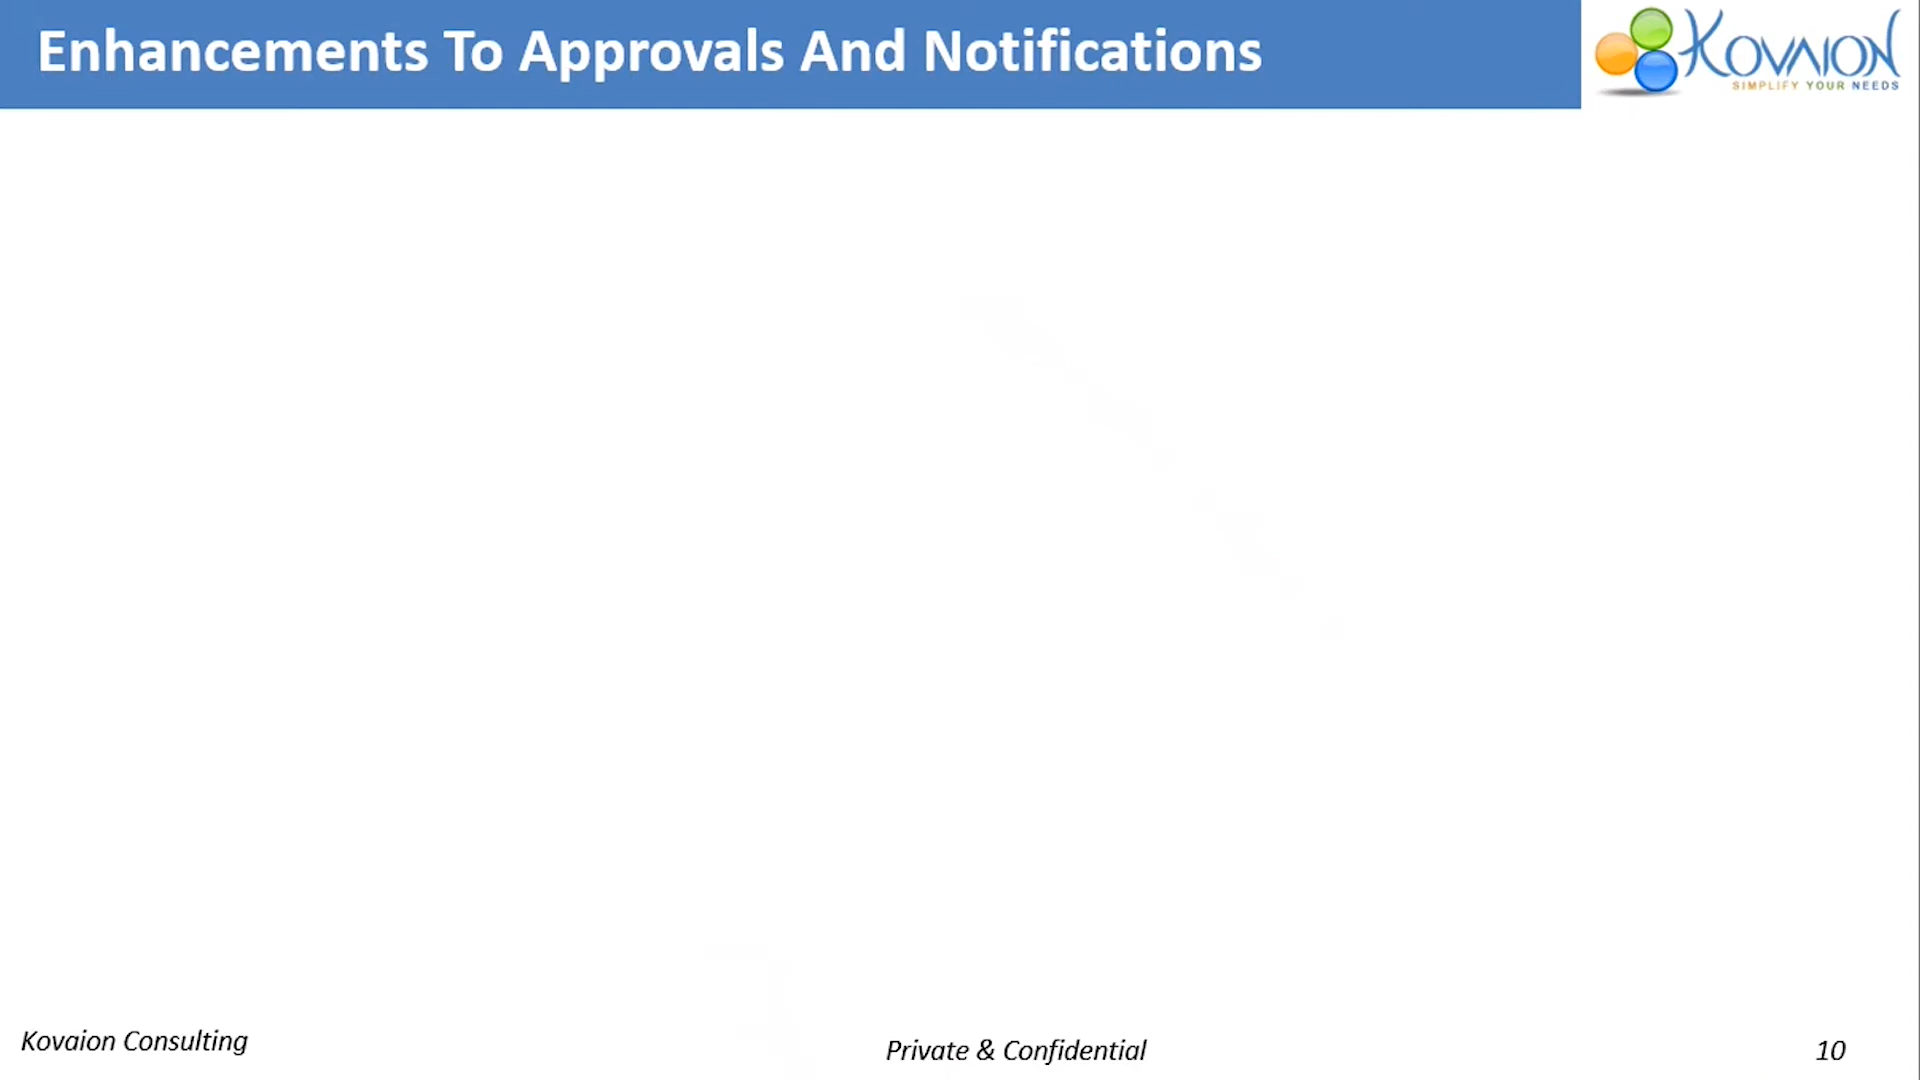 Enhancements To Approvals And Notifications
KOVAION
SIMPLIFY YOUR NEEDS
Kovaion Consulting
Private & Confidential
10